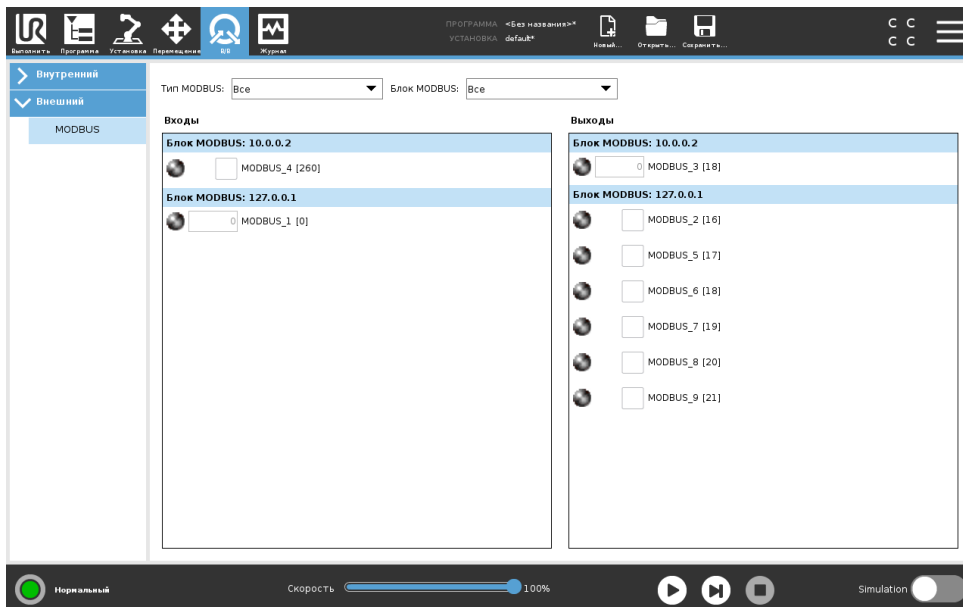 ПРОГРАММА <Без названия>*
УСТАНОВКА default*
UR
Выполнить Программа Установка Перемещение В/В Журнал
Новый... Открыть... Сохранить...
C C
C C
Внутренний
Внешний
MODBUS
Тип MODBUS: Все Блок MODBUS: Все
Входы
Блок MODBUS: 10.0.0.2
MODBUS_4 [260]
Блок MODBUS: 127.0.0.1
0 MODBUS_1 [0]
Выходы
Блок MODBUS: 10.0.0.2
0 MODBUS_3 [18]
Блок MODBUS: 127.0.0.1
MODBUS_2 [16]
MODBUS_5 [17]
MODBUS_6 [18]
MODBUS_7 [19]
MODBUS_8 [20]
MODBUS_9 [21]
Нормальный
Скорость 100%
Simulation